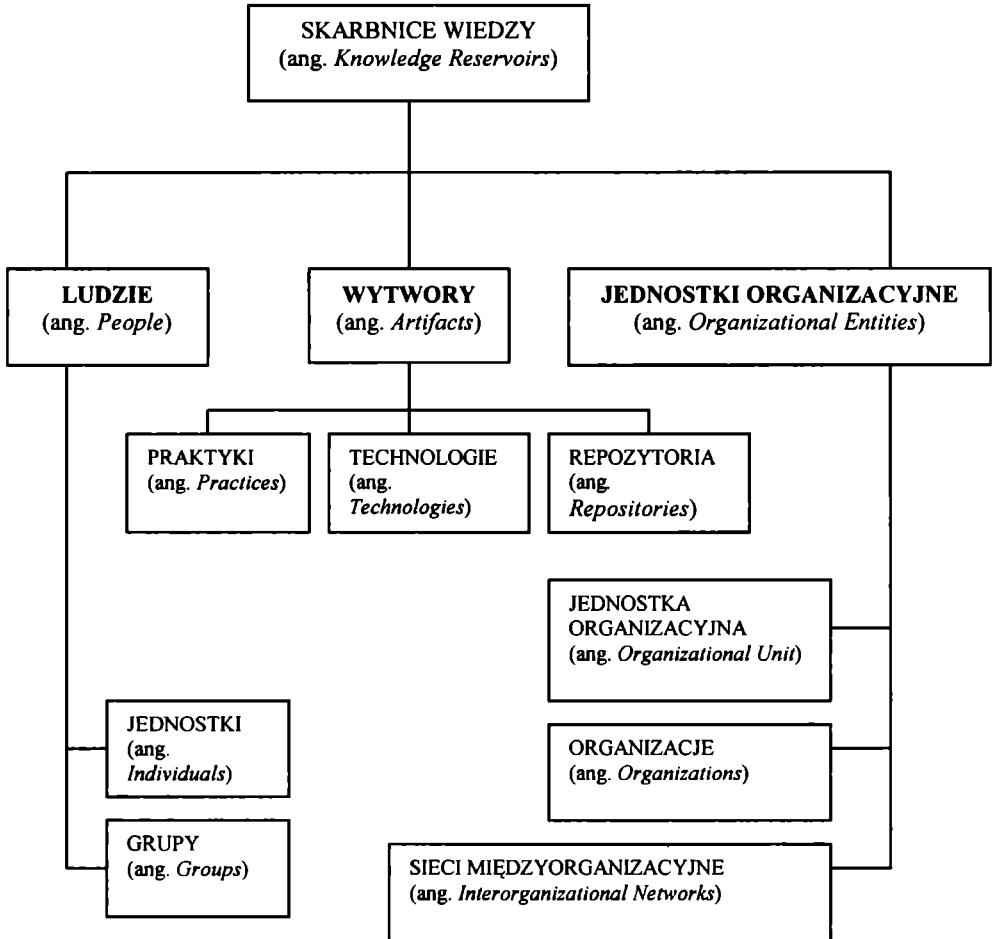 SKARBNICE WIEDZY
(ang. Knowledge Reservoirs)
LUDZIE
(ang. People)
WYTWORY
(ang. Artifacts)
JEDNOSTKI ORGANIZACYJNE
(ang. Organizational Entities)
PRAKTYKI
(ang. Practices)
TECHNOLOGIE
(ang.
Technologies)
REPOZYTORIA
(ang.
Repositories)
JEDNOSTKA
ORGANIZACYJNA
(ang. Organizational Unit)
JEDNOSTKI
(ang.
Individuals)
ORGANIZACJE
(ang. Organizations)
GRUPY
(ang. Groups)
SIECI MIĘDZYORGANIZACYJNE
(ang. Interorganizational Networks)